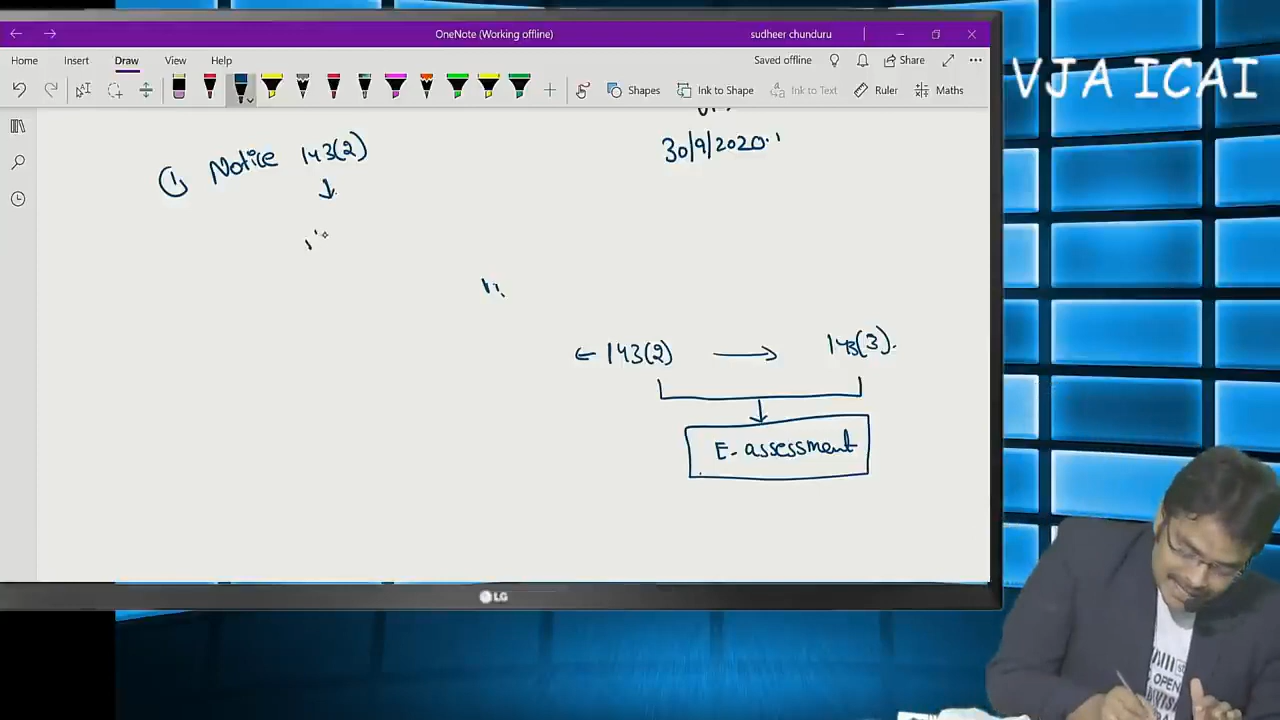 OneNote (Working offline)
sudheer chunduru
Home Insert Draw View Help
Saved offline
Share
Shapes
Ink to Shape
Ink to Text
Ruler
Maths
VJA ICAI
① Notice 143(2)
30/9/2020
143(2) → 143(3).
E-assessment
LG
OPEN